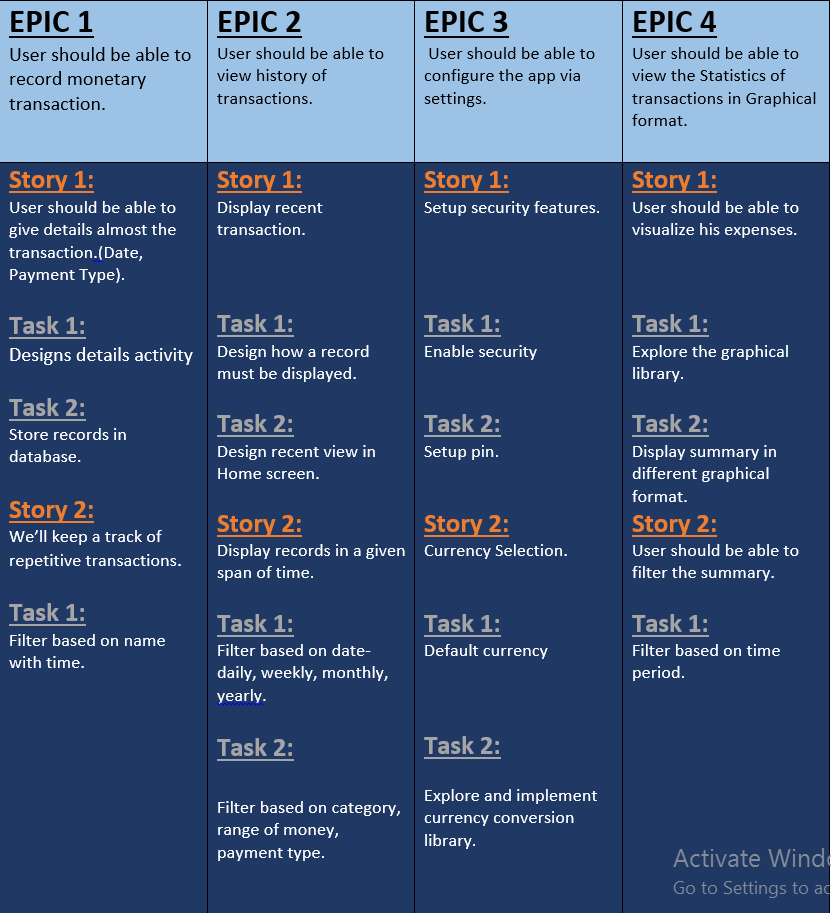 EPIC 1
User should be able to
record monetary
transaction.
EPIC 2
User should be able to
view history of
transactions.
EPIC 3
User should be able to
configure the app via
settings.
EPIC 4
User should be able to
view the Statistics of
transactions in Graphical
format.
Story 1:
User should be able to
give details almost the
transaction.(Date,
Payment Type).
Task 1:
Designs details activity
Task 2:
Store records in
database.
Story 2:
We’ll keep a track of
repetitive transactions.
Task 1:
Filter based on name
with time.
Story 1:
Display recent
transaction.
Task 1:
Design how a record
must be displayed.
Task 2:
Design recent view in
Home screen.
Story 2:
Display records in a given
span of time.
Task 1:
Filter based on date-
daily, weekly, monthly,
yearly.
Task 2:
Filter based on category,
range of money,
payment type.
Story 1:
Setup security features.
Task 1:
Enable security
Task 2:
Setup pin.
Story 2:
Currency Selection.
Task 1:
Default currency
Task 2:
Explore and implement
currency conversion
library.
Story 1:
User should be able to
visualize his expenses.
Task 1:
Explore the graphical
library.
Task 2:
Display summary in
different graphical
format.
Story 2:
User should be able to
filter the summary.
Task 1:
Filter based on time
period.
Activate Windo
Go to Settings to ac